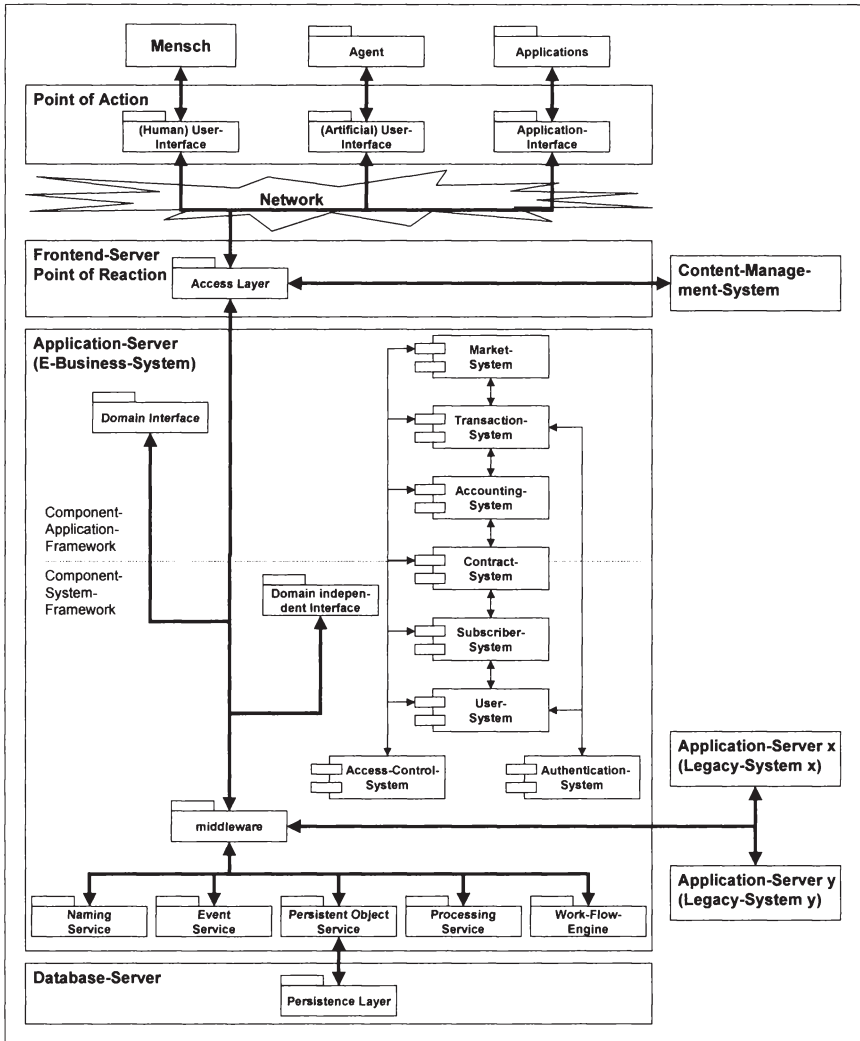 Mensch
Agent
Applications
Point of Action
(Human) User-
Interface
(Artificial) User-
Interface
Application-
Interface
Network
Frontend-Server
Point of Reaction
Access Layer
Content-Manage-
ment-System
Application-Server
(E-Business-System)
Market-
System
Domain Interface
Transaction-
System
Accounting-
System
Component-
Application-
Framework
Contract-
System
Component-
System-
Framework
Domain indepen-
dent Interface
Subscriber-
System
User-
System
Access-Control-
System
Authentication-
System
Application-Server x
(Legacy-System x)
middleware
Application-Server y
(Legacy-System y)
Naming
Service
Event
Service
Persistent Object
Service
Processing
Service
Work-Flow-
Engine
Database-Server
Persistence Layer